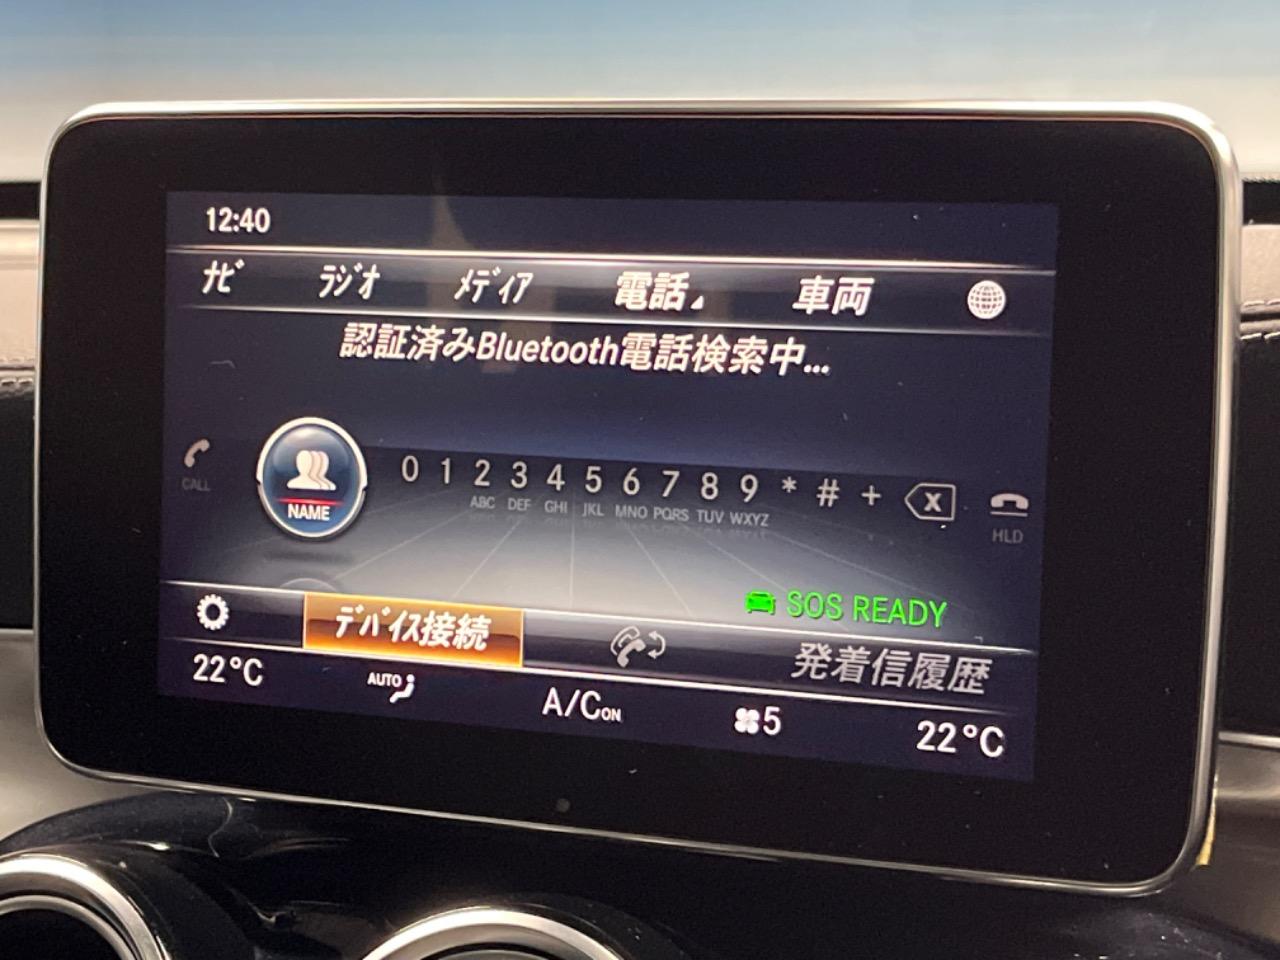 12:40
ナビ ラジオ メディア 電話 車両
認証済みBluetooth電話検索中...
CALL
NAME
0 1 2 3 4 5 6 7 8 9 * # +
ABC DEF GHI JKL MNO PQRS TUV WXYZ
X
HLD
SOS READY
デバイス接続 発着信履歴
22°C AUTO A/C ON 5 22°C